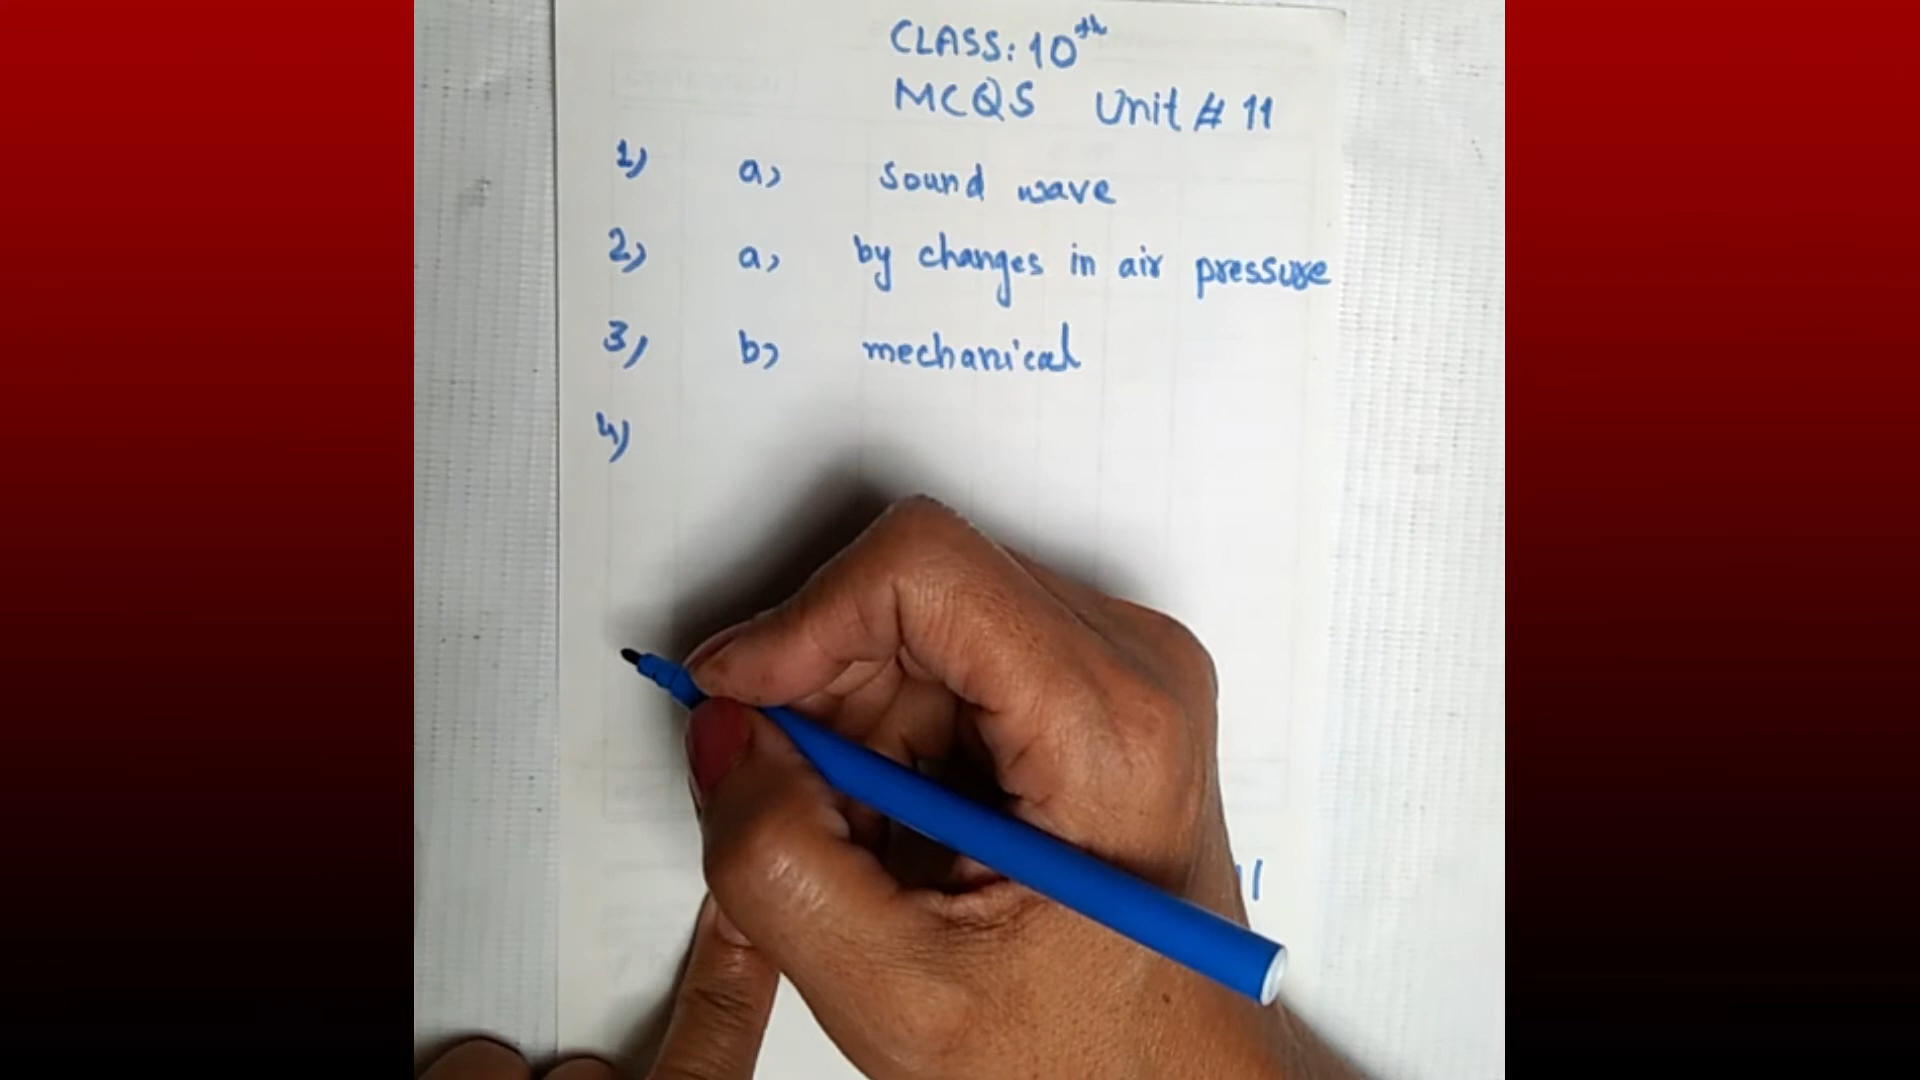 CLASS: 10th
MCQS Unit # 11
1) a) sound wave
2) a) by changes in air pressure
3) b) mechanical
4)